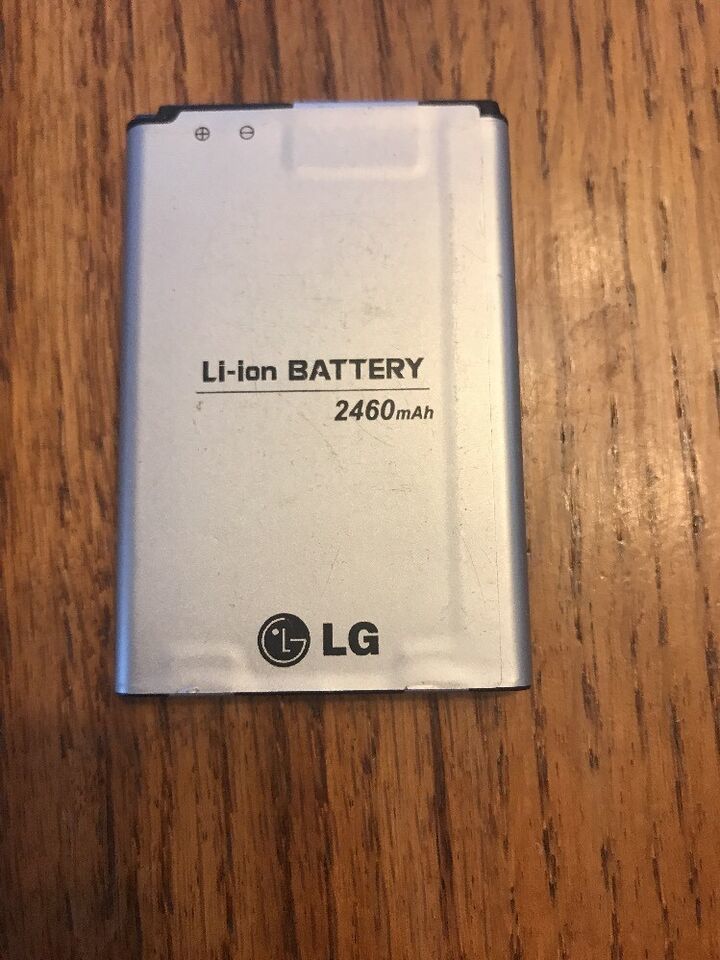 ⊕ ⊖
Li-ion BATTERY
2460mAh
LG